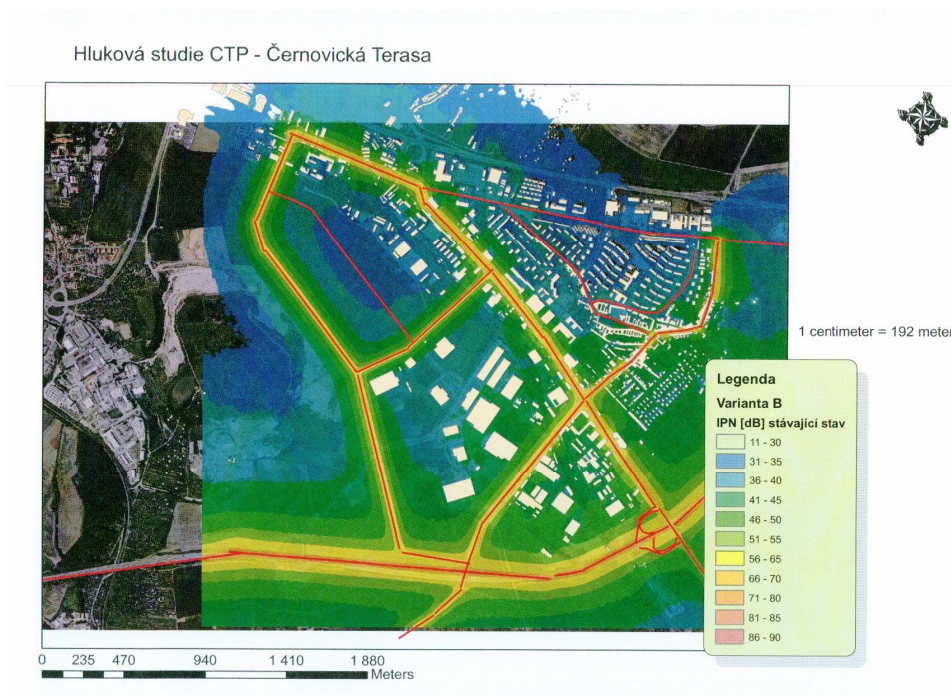 Hluková studie CTP - Černovická Terasa
1 centimeter = 192 meter
Legenda
Varianta B
IPN [dB] stávající stav
11 - 30
31 - 35
36 - 40
41 - 45
46 - 50
51 - 55
56 - 65
66 - 70
71 - 80
81 - 85
86 - 90
0 235 470 940 1 410 1 880
Meters